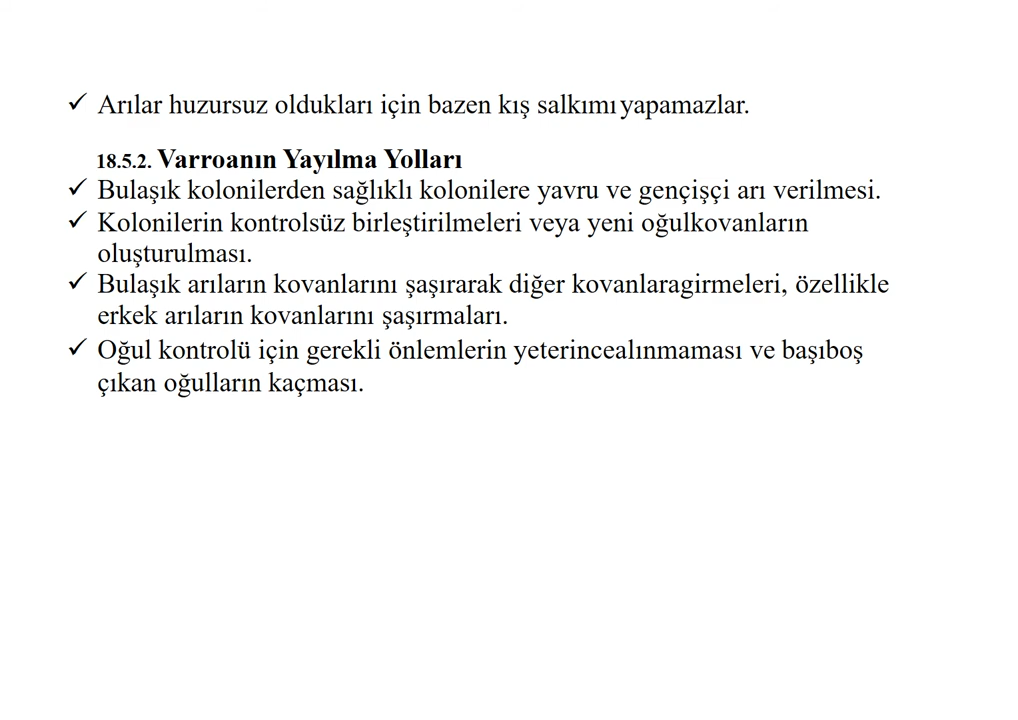 ✓ Arılar huzursuz oldukları için bazen kış salkımı yapamazlar.
18.5.2. Varroanın Yayılma Yolları
✓ Bulaşık kolonilerden sağlıklı kolonilere yavru ve gençişçi arı verilmesi.
✓ Kolonilerin kontrolsüz birleştirilmeleri veya yeni oğulkovanların
oluşturulması.
✓ Bulaşık arıların kovanlarını şaşırarak diğer kovanlaragirmeleri, özellikle
erkek arıların kovanlarını şaşırmaları.
✓ Oğul kontrolü için gerekli önlemlerin yeterincealınmaması ve başıboş
çıkan oğulların kaçması.